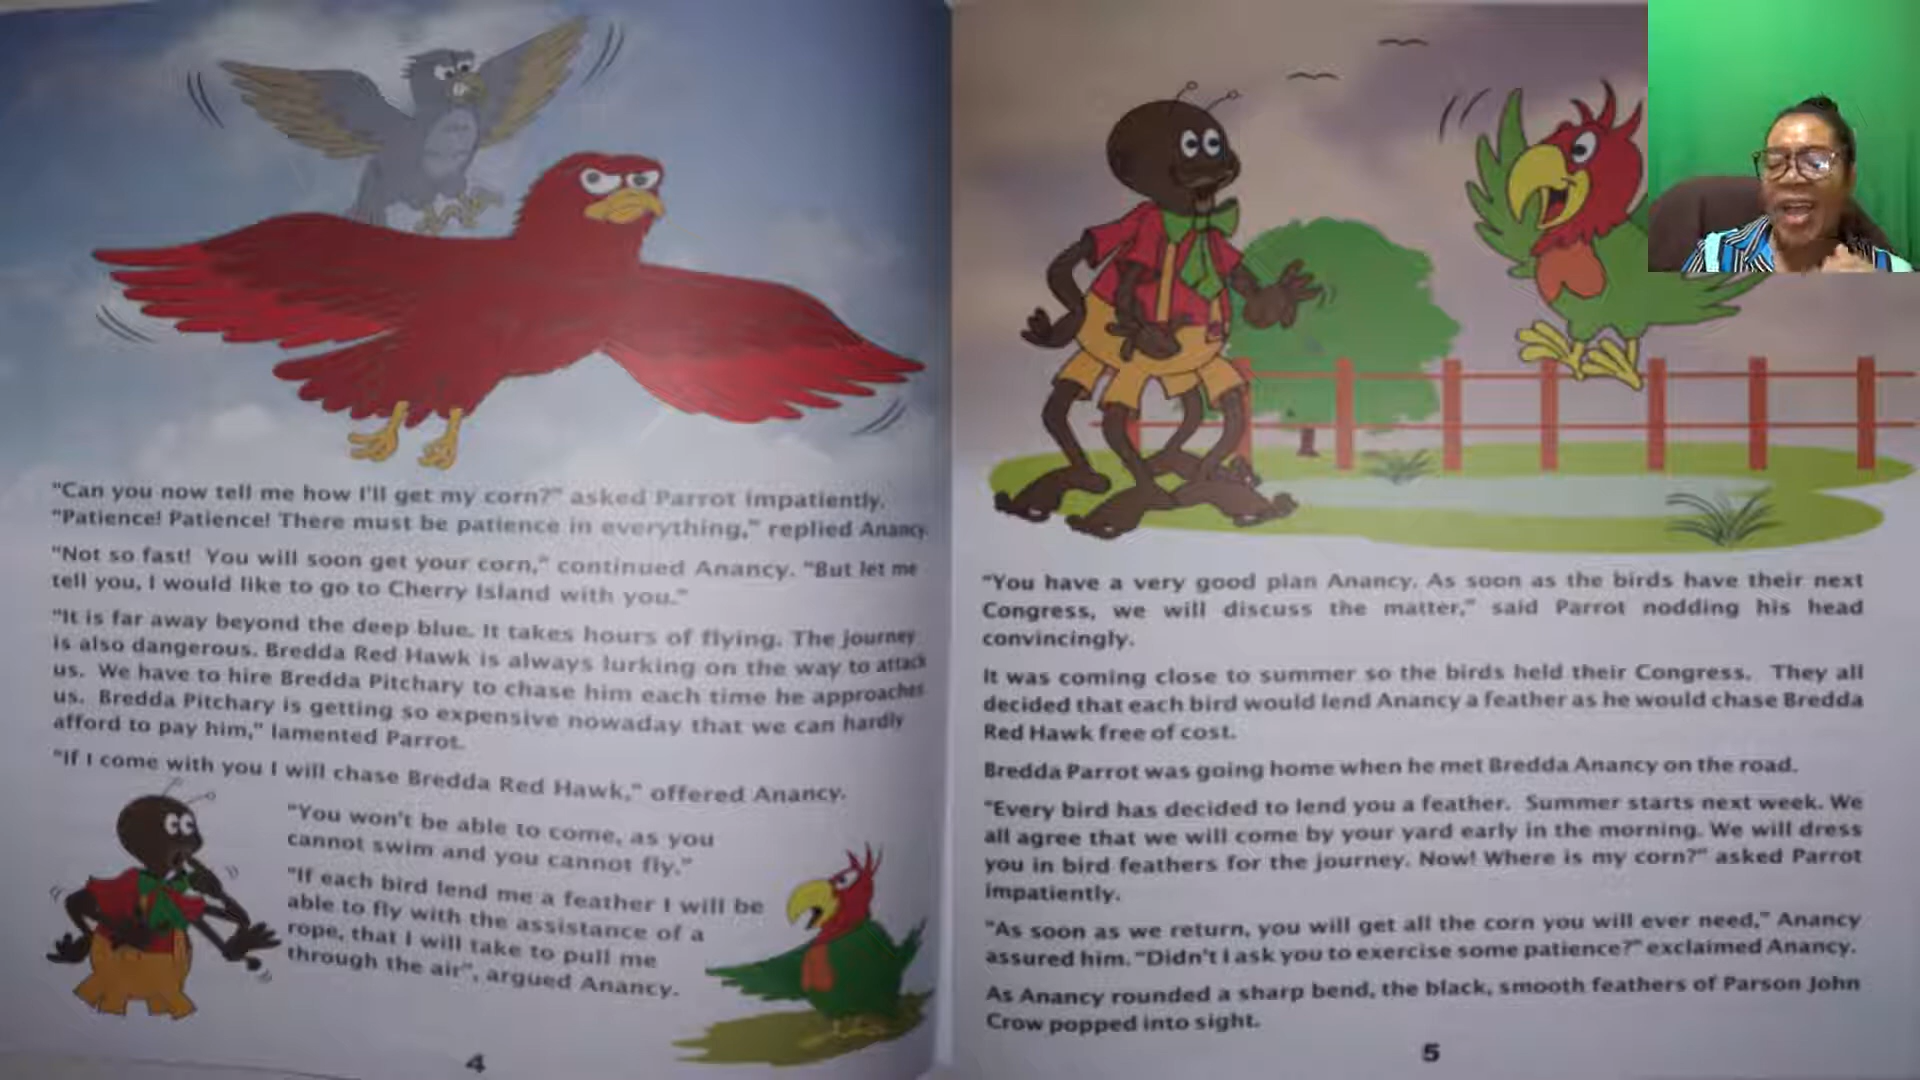 "Can you now tell me how I'll get my corn?" asked Parrot impatiently.
"Patience! Patience! There must be patience in everything," replied Anancy.
"Not so fast! You will soon get your corn," continued Anancy. "But let me
tell you, I would like to go to Cherry Island with you."
"It is far away beyond the deep blue. It takes hours of flying. The journey
is also dangerous. Bredda Red Hawk is always lurking on the way to attack
us. We have to hire Bredda Pitchary to chase him each time he approaches
us. Bredda Pitchary is getting so expensive nowaday that we can hardly
afford to pay him," lamented Parrot.
"If I come with you I will chase Bredda Red Hawk," offered Anancy.
"You won't be able to come, as you
cannot swim and you cannot fly."
"If each bird lend me a feather I will be
able to fly with the assistance of a
rope, that I will take to pull me
through the air", argued Anancy.
4
"You have a very good plan Anancy. As soon as the birds have their next
Congress, we will discuss the matter," said Parrot nodding his head
convincingly.
It was coming close to summer so the birds held their Congress. They all
decided that each bird would lend Anancy a feather as he would chase Bredda
Red Hawk free of cost.
Bredda Parrot was going home when he met Bredda Anancy on the road.
"Every bird has decided to lend you a feather. Summer starts next week. We
all agree that we will come by your yard early in the morning. We will dress
you in bird feathers for the journey. Now! Where is my corn?" asked Parrot
impatiently.
"As soon as we return, you will get all the corn you will ever need," Anancy
assured him. "Didn't I ask you to exercise some patience?" exclaimed Anancy.
As Anancy rounded a sharp bend, the black, smooth feathers of Parson John
Crow popped into sight.
5